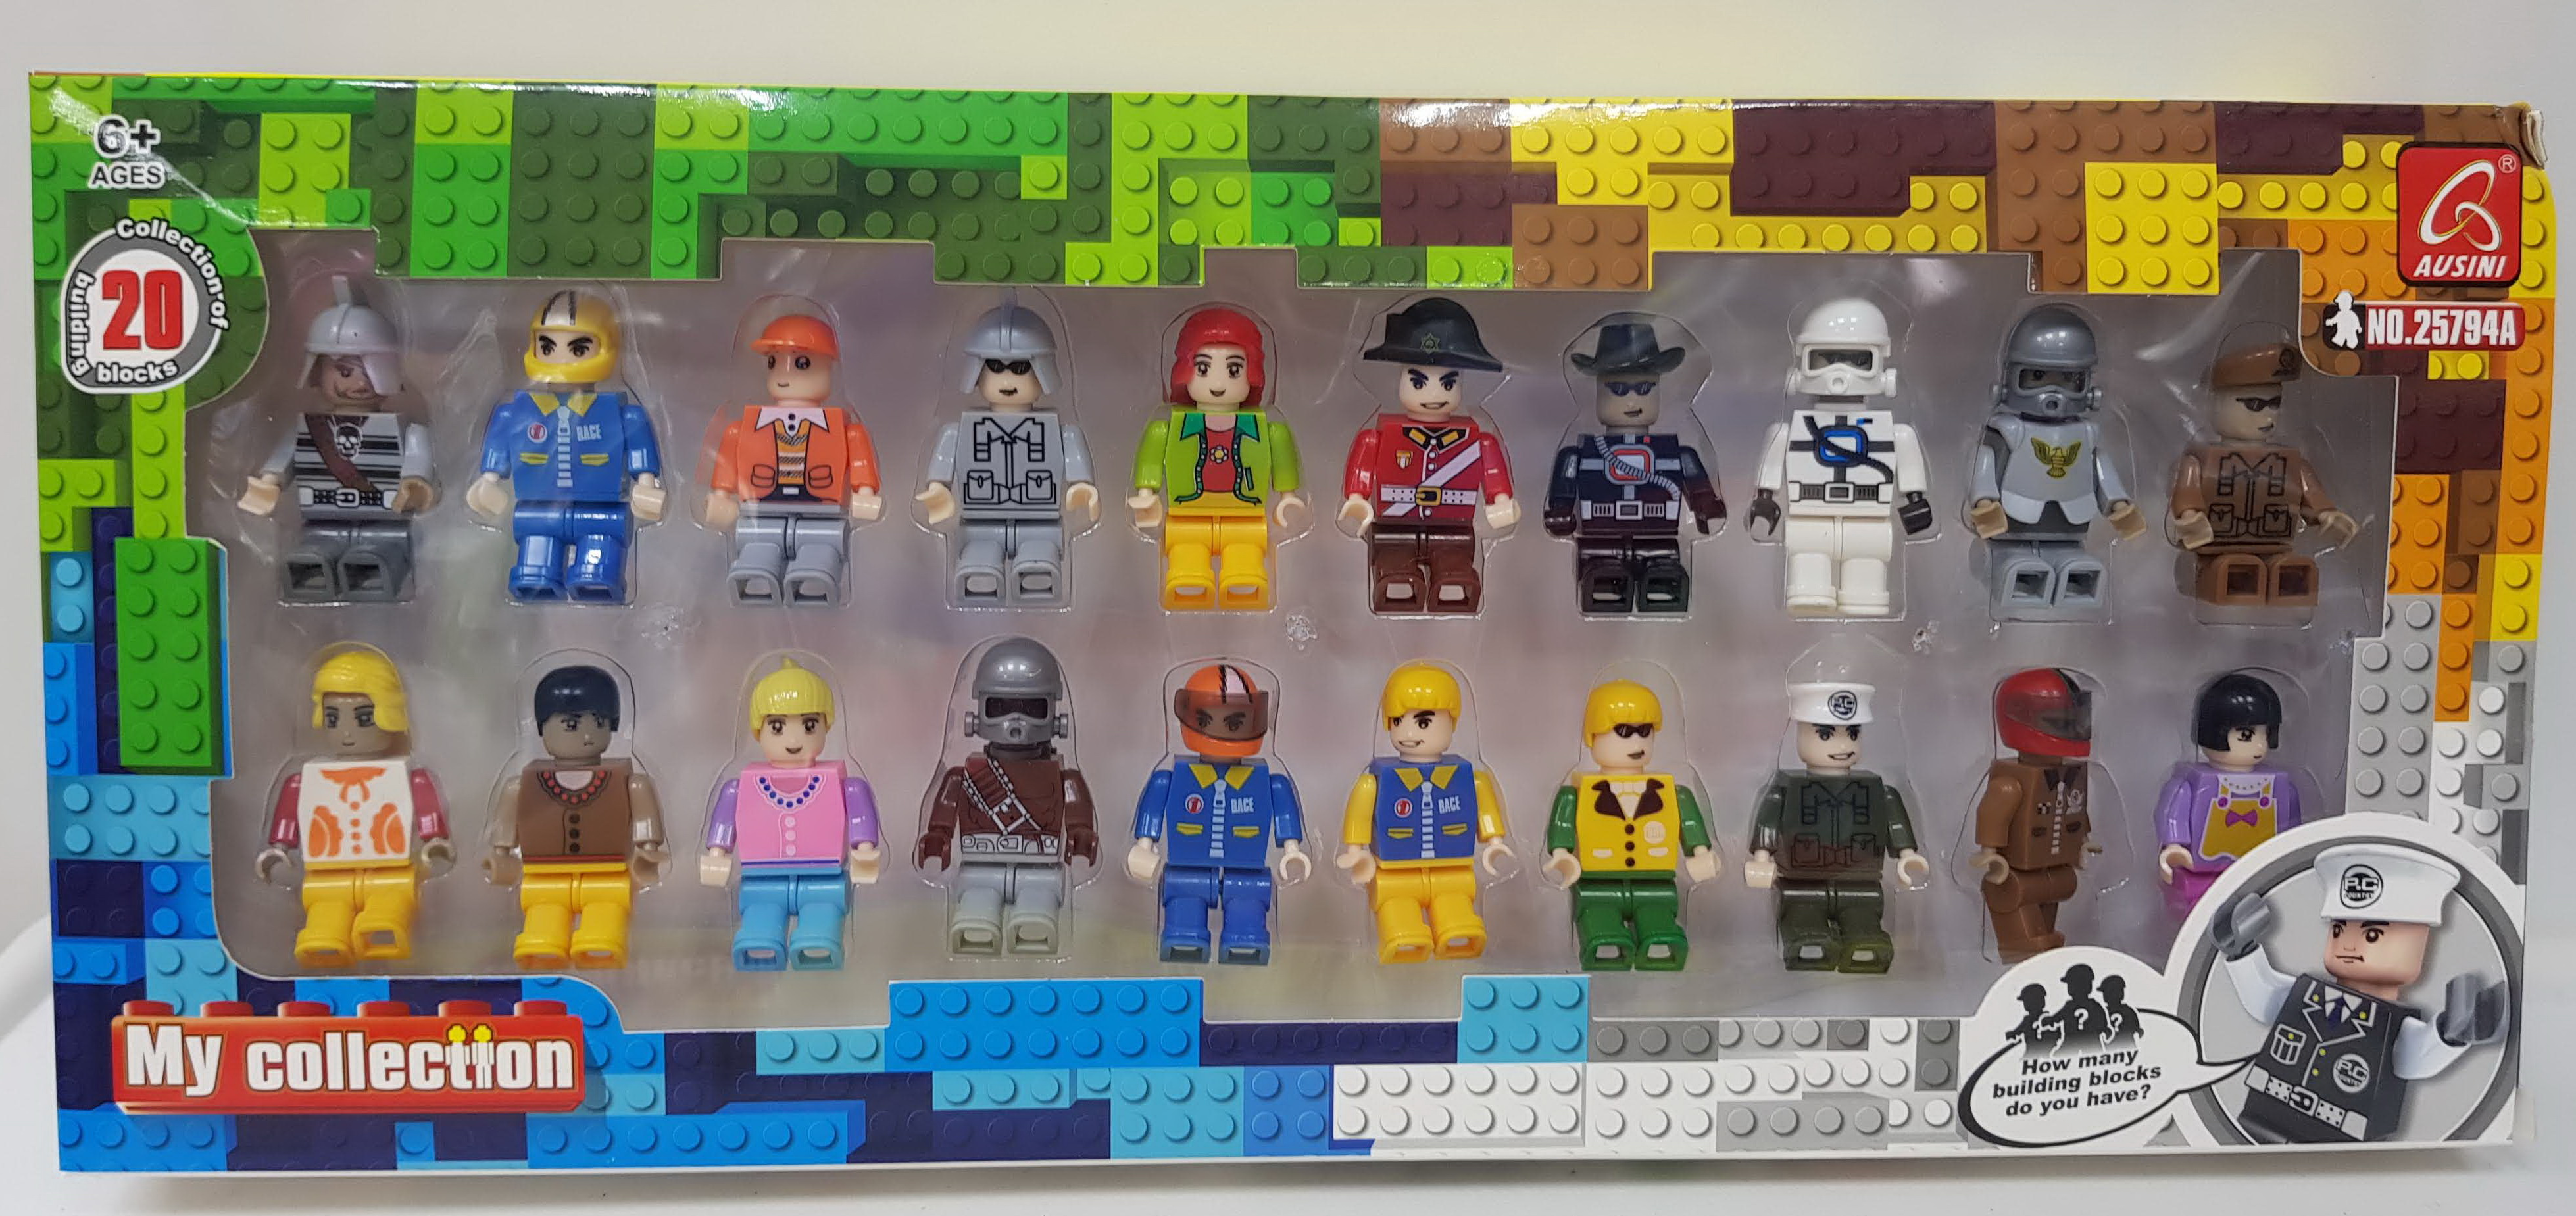 6+
AGES
Collection of
20
building
blocks
®
AUSINI
NO.25794A
RACE
RACE
RACE
My collection
How many
building blocks
do you have?